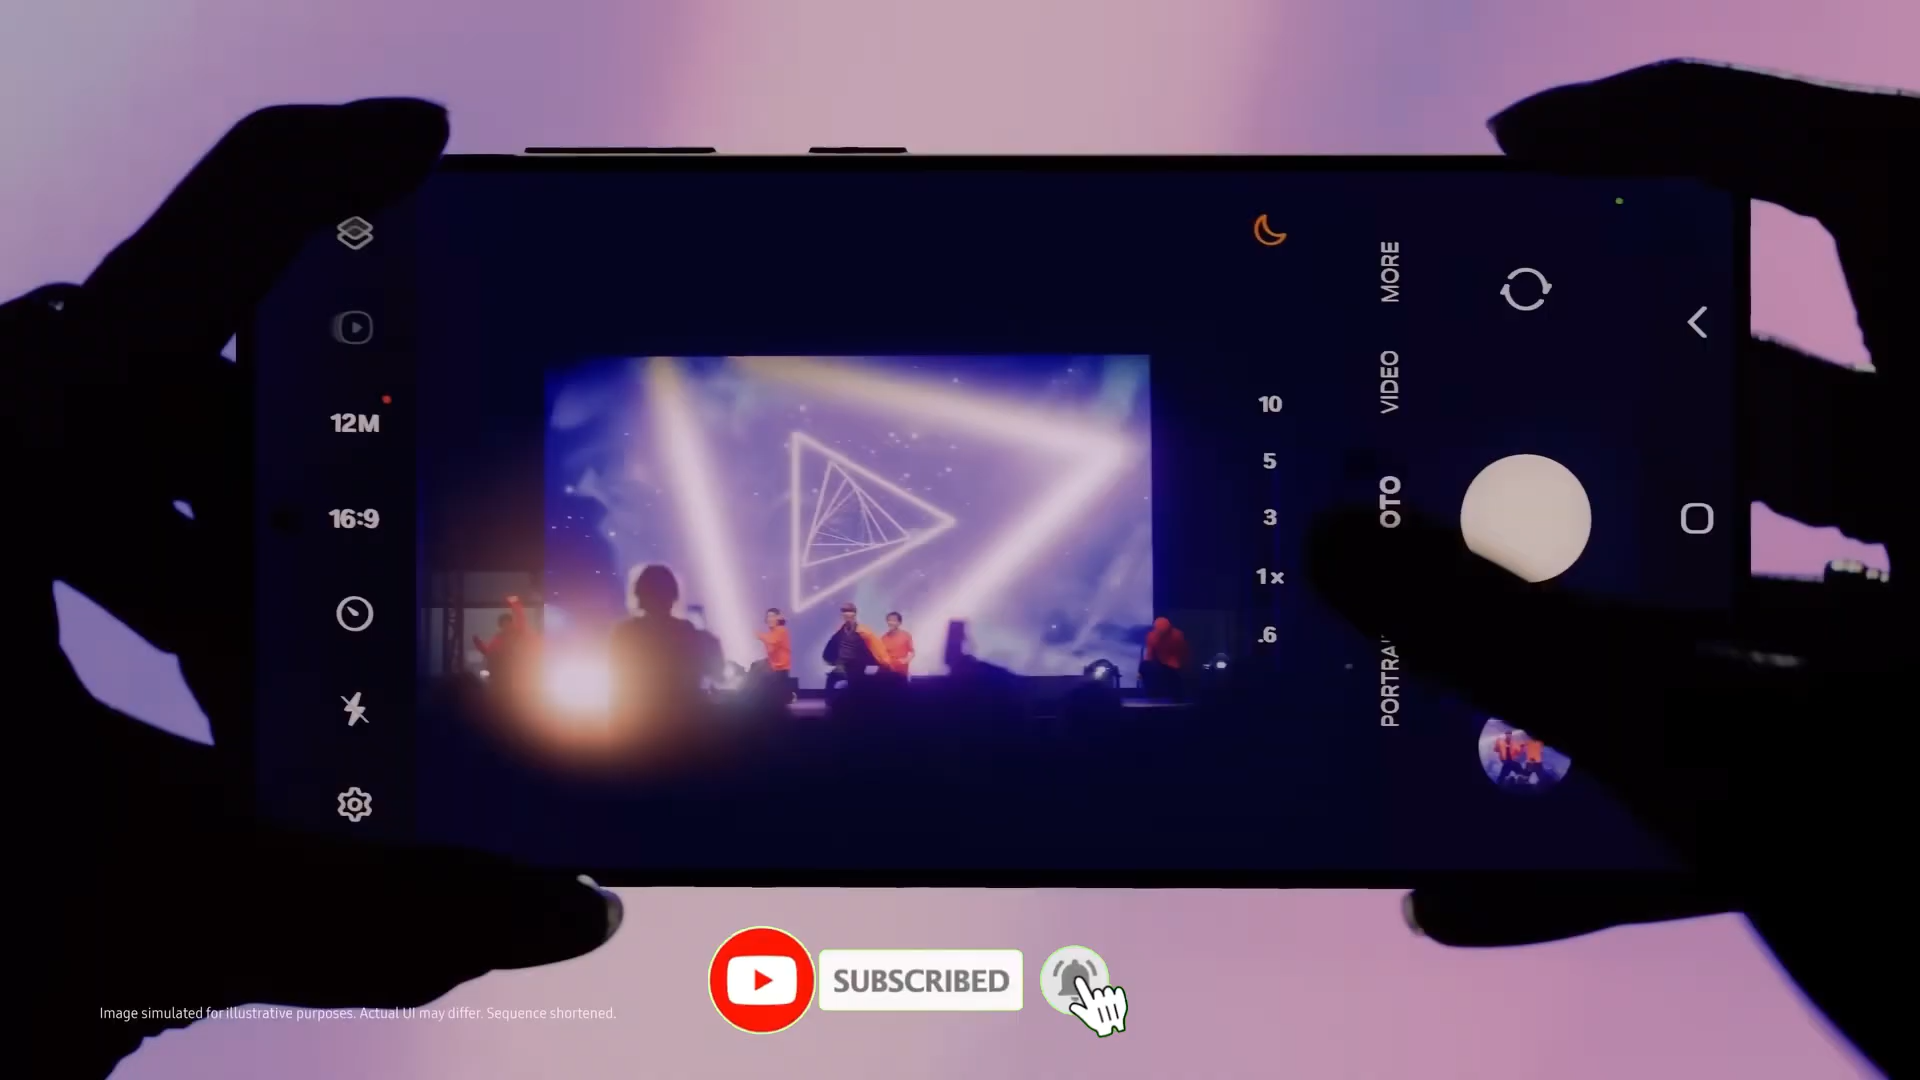 12M
16:9
10
5
3
1×
.6
MORE
VIDEO
OTO
PORTRA
Image simulated for illustrative purposes. Actual UI may differ. Sequence shortened.
SUBSCRIBED